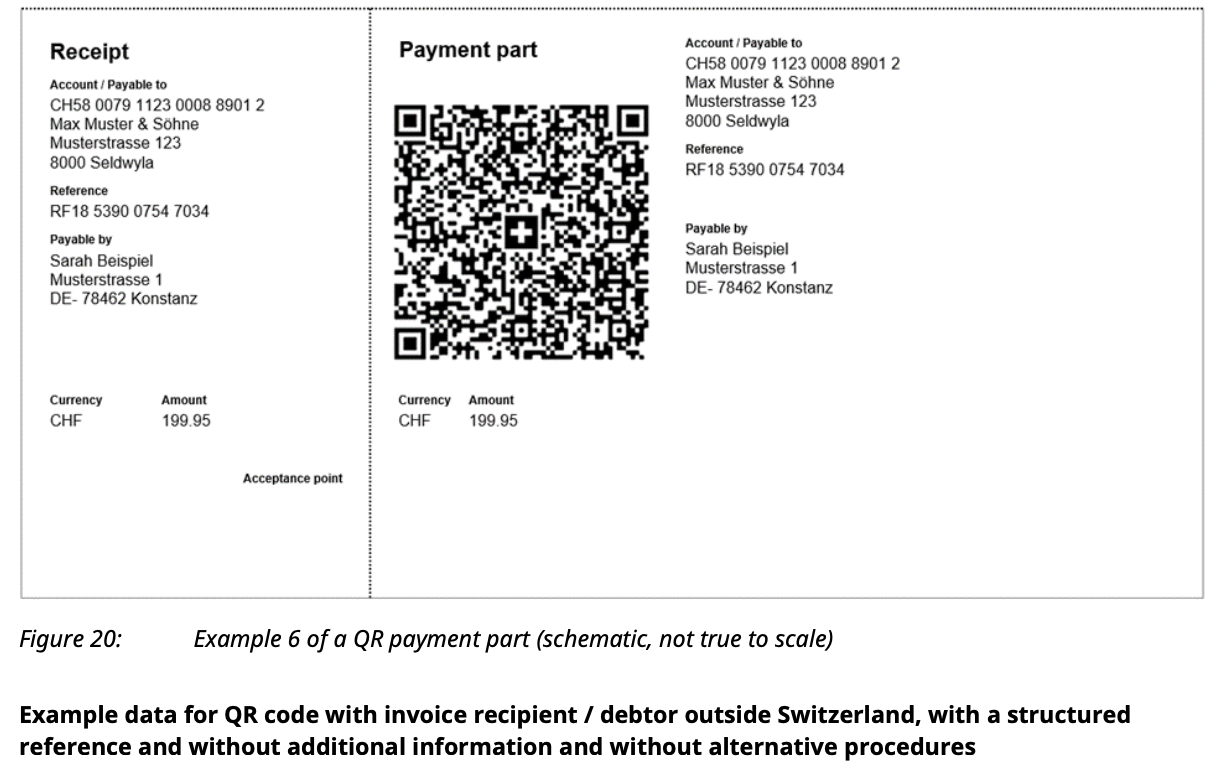 Receipt
Account / Payable to
CH58 0079 1123 0008 8901 2
Max Muster & Söhne
Musterstrasse 123
8000 Seldwyla
Reference
RF18 5390 0754 7034
Payable by
Sarah Beispiel
Musterstrasse 1
DE- 78462 Konstanz
Currency Amount
CHF 199.95
Acceptance point
Payment part
Currency Amount
CHF 199.95
Account / Payable to
CH58 0079 1123 0008 8901 2
Max Muster & Söhne
Musterstrasse 123
8000 Seldwyla
Reference
RF18 5390 0754 7034
Payable by
Sarah Beispiel
Musterstrasse 1
DE- 78462 Konstanz
Figure 20: Example 6 of a QR payment part (schematic, not true to scale)
Example data for QR code with invoice recipient / debtor outside Switzerland, with a structured
reference and without additional information and without alternative procedures